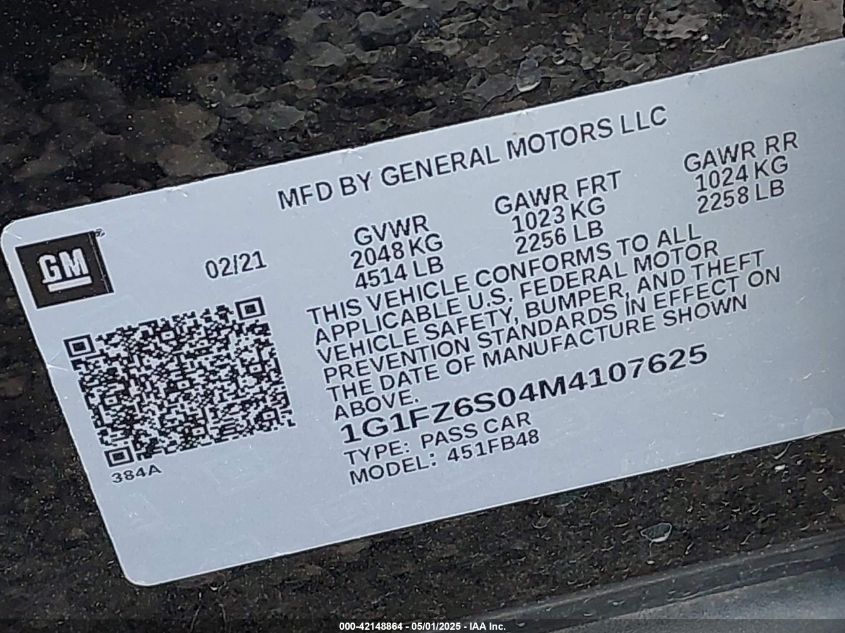 MFD BY GENERAL MOTORS LLC
GM
02/21
GVWR
2048 KG
4514 LB
GAWR FRT
1023 KG
2256 LB
GAWR RR
1024 KG
2258 LB
THIS VEHICLE CONFORMS TO ALL
APPLICABLE U.S. FEDERAL MOTOR
VEHICLE SAFETY, BUMPER, AND THEFT
PREVENTION STANDARDS IN EFFECT ON
THE DATE OF MANUFACTURE SHOWN
ABOVE.
1G1FZ6S04M4107625
TYPE: PASS CAR
MODEL: 451FB48
384A
000-42148864 - 05/01/2025 - IAA Inc.